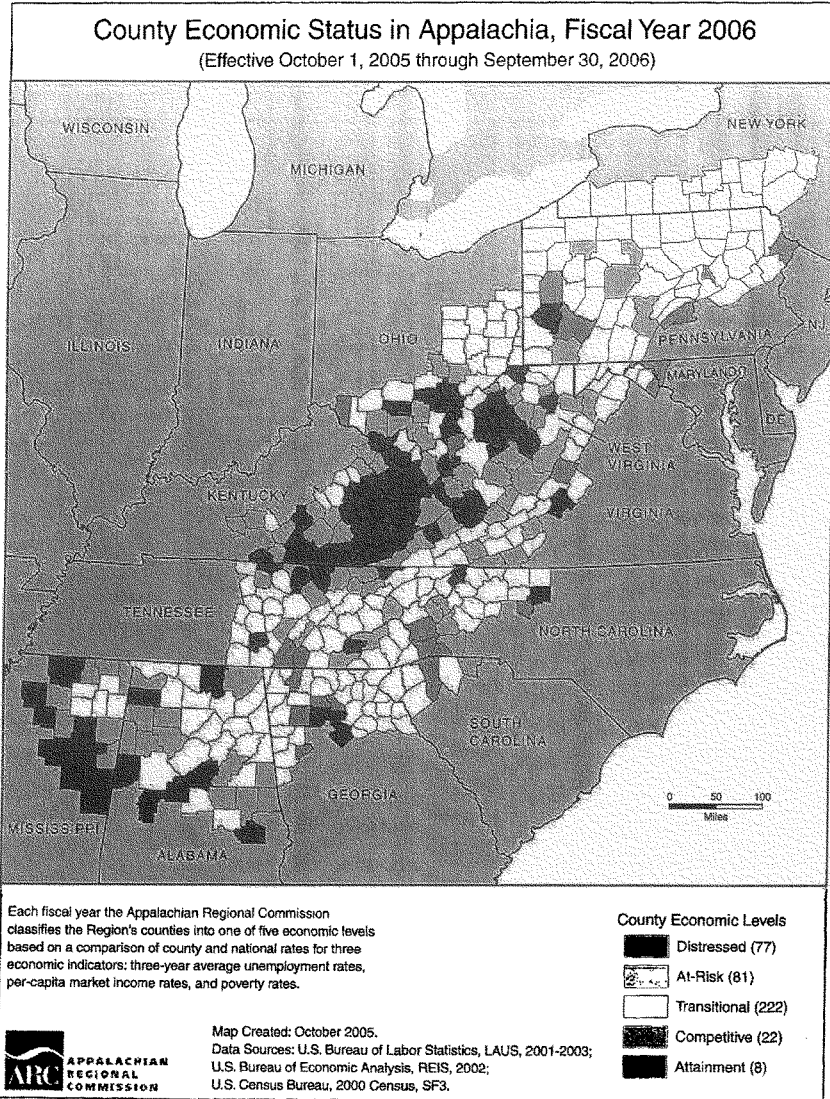 County Economic Status in Appalachia, Fiscal Year 2006
(Effective October 1, 2005 through September 30, 2006)
WISCONSIN
NEW YORK
MICHIGAN
ILLINOIS
INDIANA
OHIO
PENNSYLVANIA
NJ
MARYLAND
DE
WEST
VIRGINIA
KENTUCK
VIRGINIA
TENNESSEE
NORTH CAROLINA
SOUTH
CAROLINA
0 50 100
Miles
GEORGIA
MISSISSIPPI
ALABAMA
Each fiscal year the Appalachian Regional Commission
classifies the Region's counties into one of five economic levels
based on a comparison of county and national rates for three
economic indicators: three-year average unemployment rates,
per-capita market income rates, and poverty rates.
County Economic Levels
Distressed (77)
At-Risk (81)
Transitional (222)
Competitive (22)
Attainment (8)
ARC
APPALACHIAN
REGIONAL
COMMISSION
Map Created: October 2005.
Data Sources: U.S. Bureau of Labor Statistics, LAUS, 2001-2003;
U.S. Bureau of Economic Analysis, REIS, 2002;
U.S. Census Bureau, 2000 Census, SF3.